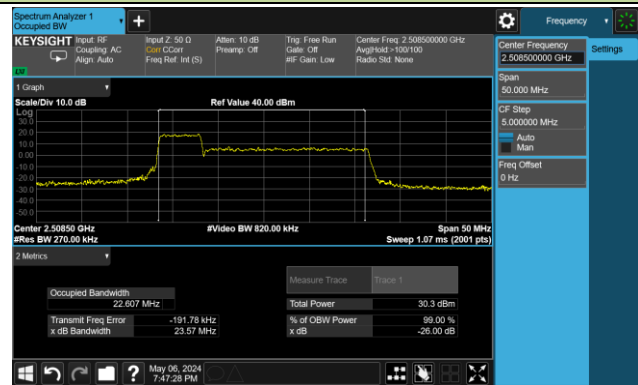 Spectrum Analyzer 1
Occupied BW
Frequency
KEYSIGHT
Input: RF
Coupling: AC
Align: Auto
Input Z: 50 Ω
Corr CCorr
Freq Ref: Int (S)
Atten: 10 dB
Preamp: Off
Trig: Free Run
Gate: Off
#IF Gain: Low
Center Freq: 2.508500000 GHz
Avg|Hold:>100/100
Radio Std: None
LV
Center Frequency
2.508500000 GHz
Settings
Span
50.000 MHz
CF Step
5.000000 MHz
Auto
Man
Freq Offset
0 Hz
1 Graph
Scale/Div 10.0 dB
Ref Value 40.00 dBm
Log
30.0
20.0
10.0
0.00
-10.0
-20.0
-30.0
-40.0
-50.0
Center 2.50850 GHz
#Video BW 820.00 kHz
Span 50 MHz
#Res BW 270.00 kHz
Sweep 1.07 ms (2001 pts)
2 Metrics
Measure Trace
Trace 1
Occupied Bandwidth
22.607 MHz
Total Power
30.3 dBm
Transmit Freq Error
-191.78 kHz
% of OBW Power
99.00 %
x dB Bandwidth
23.57 MHz
x dB
-26.00 dB
May 06, 2024
7:47:28 PM